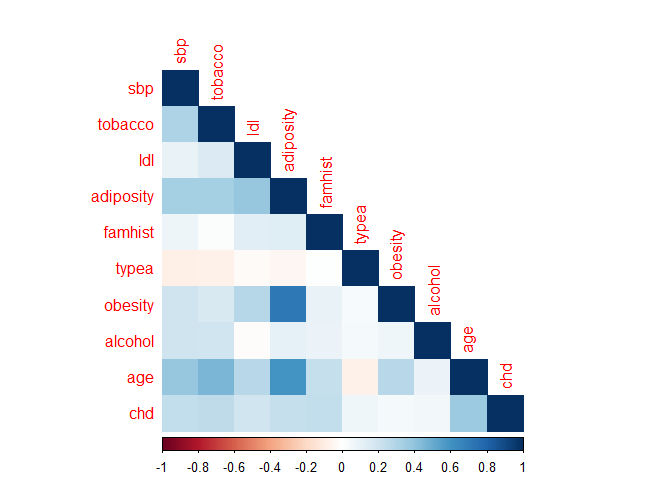 sbp
sbp
tobacco
tobacco
ldl
ldl
adiposity
adiposity
famhist
famhist
typea
typea
obesity
obesity
alcohol
alcohol
age
age
chd
chd
-1 -0.8 -0.6 -0.4 -0.2 0 0.2 0.4 0.6 0.8 1